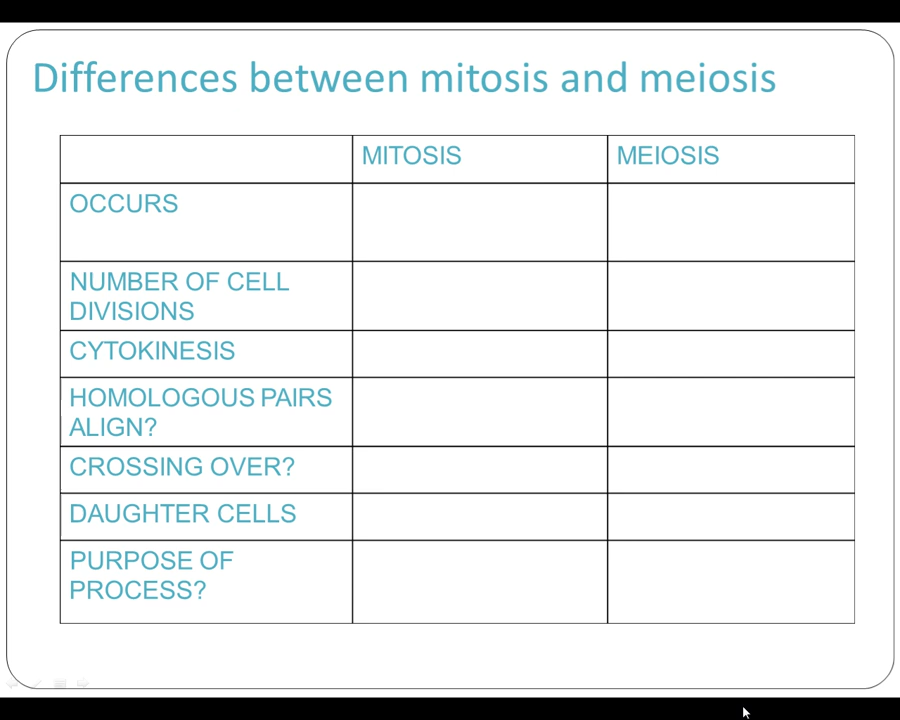 Differences between mitosis and meiosis
MITOSIS
MEIOSIS
OCCURS
NUMBER OF CELL
DIVISIONS
CYTOKINESIS
HOMOLOGOUS PAIRS
ALIGN?
CROSSING OVER?
DAUGHTER CELLS
PURPOSE OF
PROCESS?